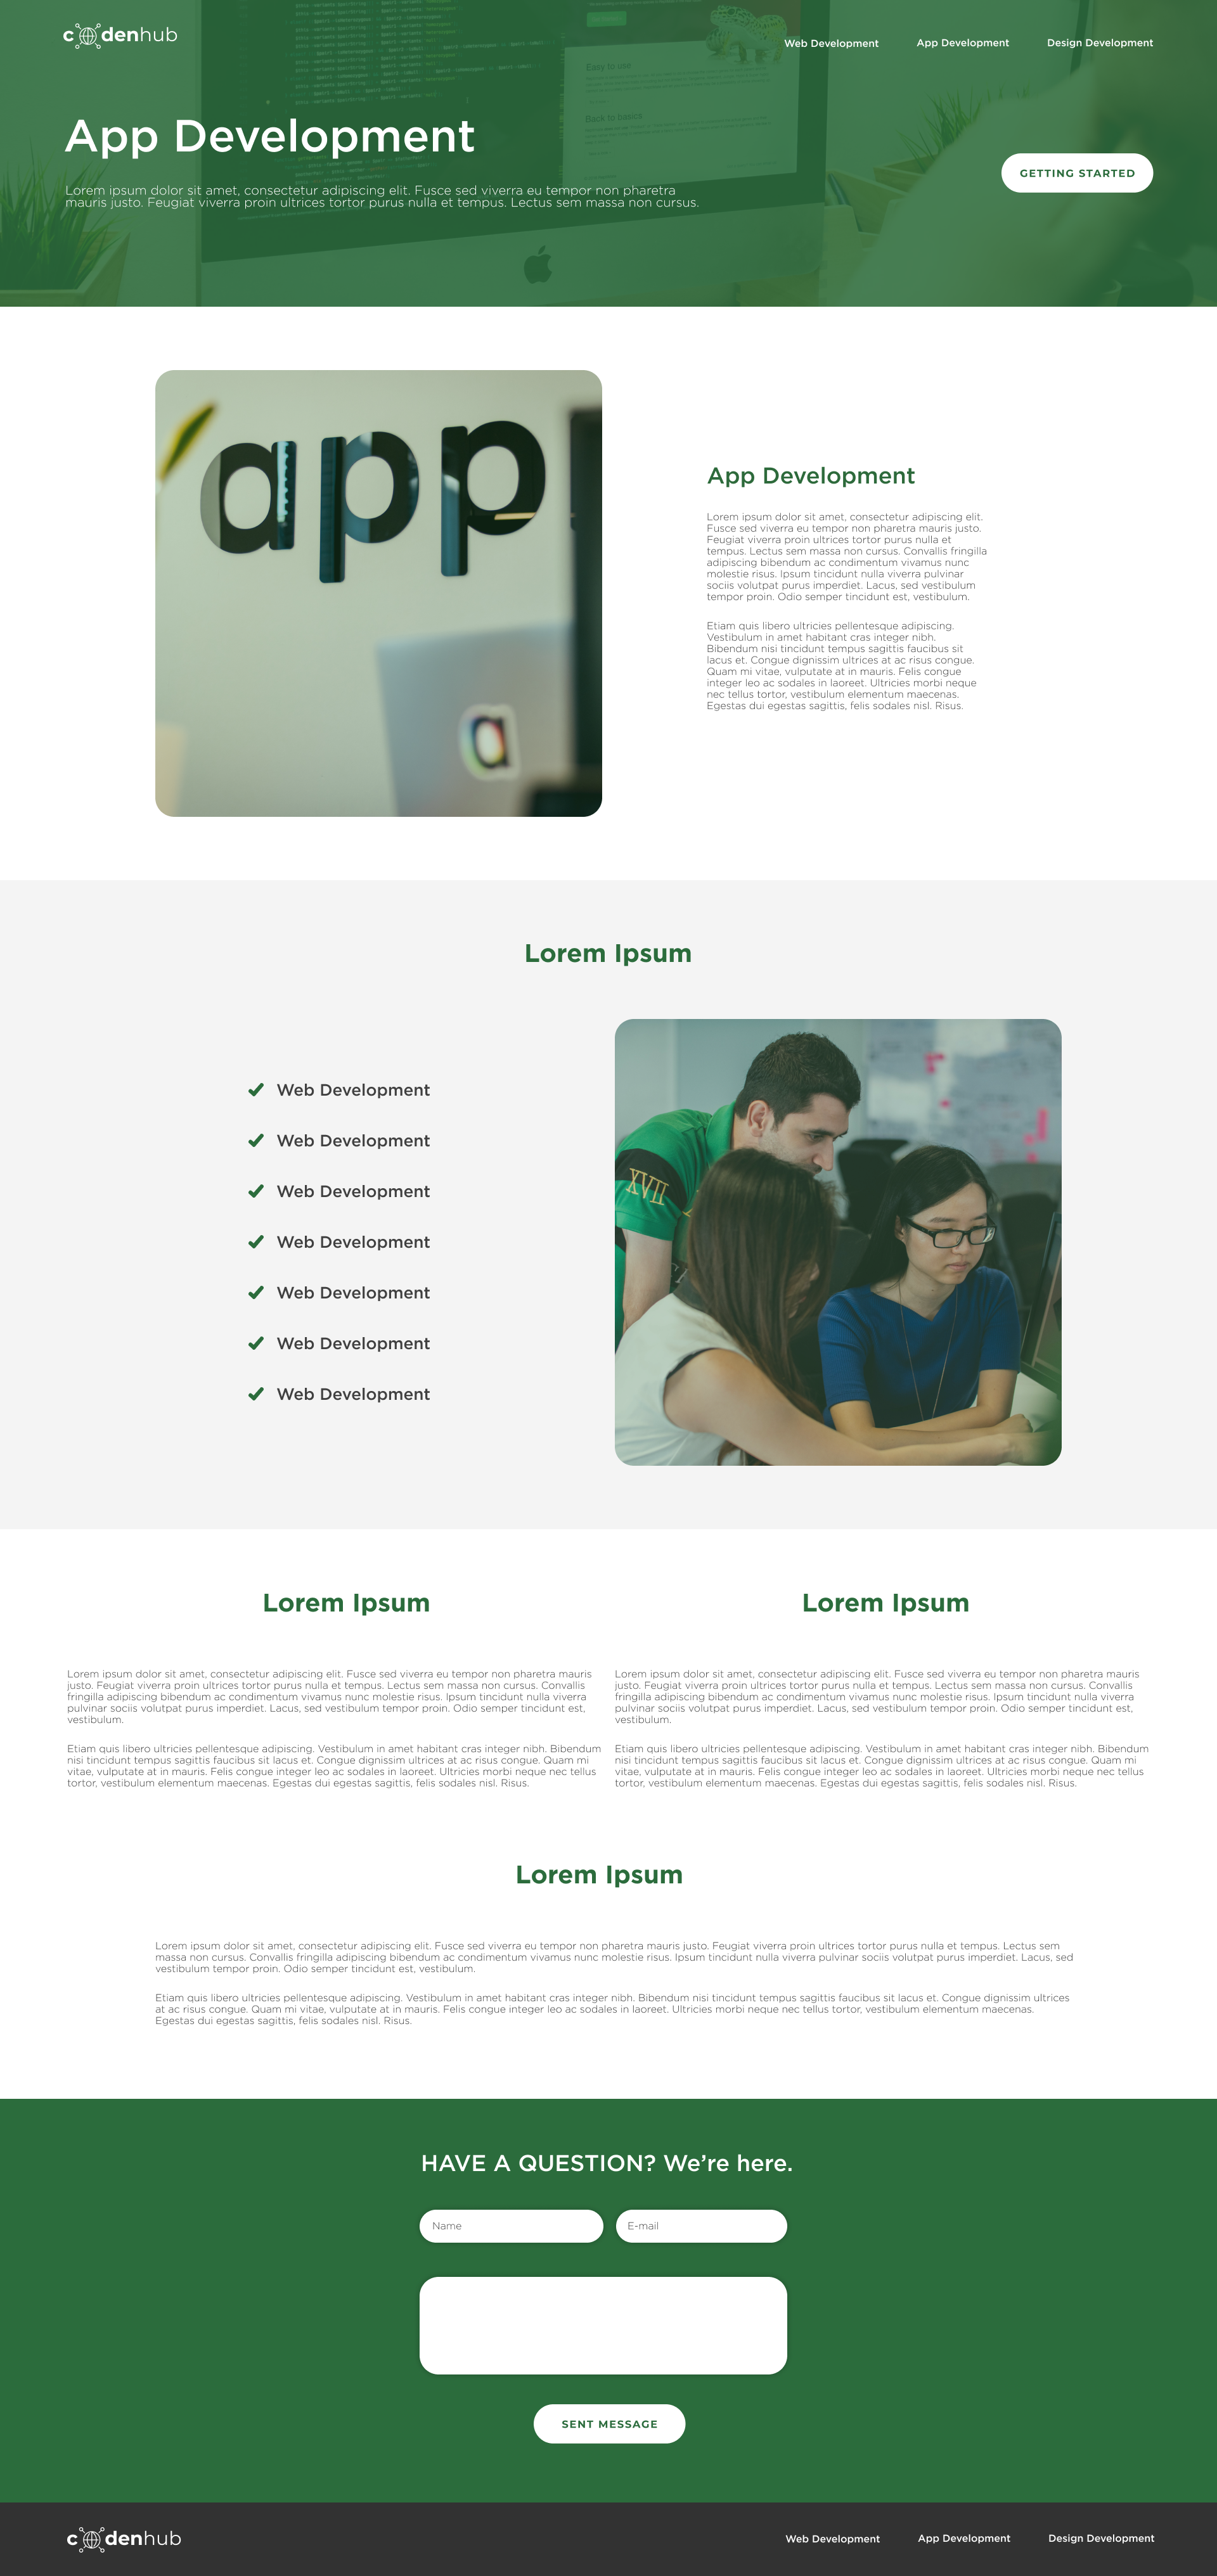 codenhub
Web Development
App Development
Design Development
Easy to use
Back to basics
App Development
GETTING STARTED
Lorem ipsum dolor sit amet, consectetur adipiscing elit. Fusce sed viverra eu tempor non pharetra
mauris justo. Feugiat viverra proin ultrices tortor purus nulla et tempus. Lectus sem massa non cursus.
app
a
App Development
Lorem ipsum dolor sit amet, consectetur adipiscing elit.
Fusce sed viverra eu tempor non pharetra mauris justo.
Feugiat viverra proin ultrices tortor purus nulla et
tempus. Lectus sem massa non cursus. Convallis fringilla
adipiscing bibendum ac condimentum vivamus nunc
molestie risus. Ipsum tincidunt nulla viverra pulvinar
sociis volutpat purus imperdiet. Lacus, sed vestibulum
tempor proin. Odio semper tincidunt est, vestibulum.
Etiam quis libero ultricies pellentesque adipiscing.
Vestibulum in amet habitant cras integer nibh.
Bibendum nisi tincidunt tempus sagittis faucibus sit
lacus et. Congue dignissim ultrices at ac risus congue.
Quam mi vitae, vulputate at in mauris. Felis congue
integer leo ac sodales in laoreet. Ultricies morbi neque
nec tellus tortor, vestibulum elementum maecenas.
Egestas dui egestas sagittis, felis sodales nisl. Risus.
Lorem Ipsum
Web Development
Web Development
Web Development
Web Development
Web Development
Web Development
Web Development
XVII
Lorem Ipsum
Lorem ipsum dolor sit amet, consectetur adipiscing elit. Fusce sed viverra eu tempor non pharetra mauris
justo. Feugiat viverra proin ultrices tortor purus nulla et tempus. Lectus sem massa non cursus. Convallis
fringilla adipiscing bibendum ac condimentum vivamus nunc molestie risus. Ipsum tincidunt nulla viverra
pulvinar sociis volutpat purus imperdiet. Lacus, sed vestibulum tempor proin. Odio semper tincidunt est,
vestibulum.
Etiam quis libero ultricies pellentesque adipiscing. Vestibulum in amet habitant cras integer nibh. Bibendum
nisi tincidunt tempus sagittis faucibus sit lacus et. Congue dignissim ultrices at ac risus congue. Quam mi
vitae, vulputate at in mauris. Felis congue integer leo ac sodales in laoreet. Ultricies morbi neque nec tellus
tortor, vestibulum elementum maecenas. Egestas dui egestas sagittis, felis sodales nisl. Risus.
Lorem Ipsum
Lorem ipsum dolor sit amet, consectetur adipiscing elit. Fusce sed viverra eu tempor non pharetra mauris
justo. Feugiat viverra proin ultrices tortor purus nulla et tempus. Lectus sem massa non cursus. Convallis
fringilla adipiscing bibendum ac condimentum vivamus nunc molestie risus. Ipsum tincidunt nulla viverra
pulvinar sociis volutpat purus imperdiet. Lacus, sed vestibulum tempor proin. Odio semper tincidunt est,
vestibulum.
Etiam quis libero ultricies pellentesque adipiscing. Vestibulum in amet habitant cras integer nibh. Bibendum
nisi tincidunt tempus sagittis faucibus sit lacus et. Congue dignissim ultrices at ac risus congue. Quam mi
vitae, vulputate at in mauris. Felis congue integer leo ac sodales in laoreet. Ultricies morbi neque nec tellus
tortor, vestibulum elementum maecenas. Egestas dui egestas sagittis, felis sodales nisl. Risus.
Lorem Ipsum
Lorem ipsum dolor sit amet, consectetur adipiscing elit. Fusce sed viverra eu tempor non pharetra mauris justo. Feugiat viverra proin ultrices tortor purus nulla et tempus. Lectus sem
massa non cursus. Convallis fringilla adipiscing bibendum ac condimentum vivamus nunc molestie risus. Ipsum tincidunt nulla viverra pulvinar sociis volutpat purus imperdiet. Lacus, sed
vestibulum tempor proin. Odio semper tincidunt est, vestibulum.
Etiam quis libero ultricies pellentesque adipiscing. Vestibulum in amet habitant cras integer nibh. Bibendum nisi tincidunt tempus sagittis faucibus sit lacus et. Congue dignissim ultrices
at ac risus congue. Quam mi vitae, vulputate at in mauris. Felis congue integer leo ac sodales in laoreet. Ultricies morbi neque nec tellus tortor, vestibulum elementum maecenas.
Egestas dui egestas sagittis, felis sodales nisl. Risus.
HAVE A QUESTION? We’re here.
Name
E-mail
SENT MESSAGE
codenhub
Web Development
App Development
Design Development